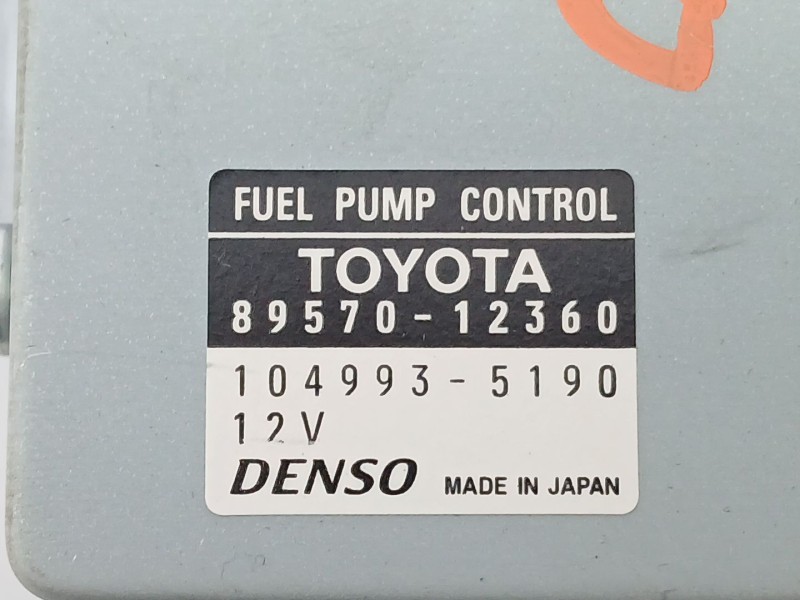 FUEL PUMP CONTROL
TOYOTA
89570-12360
104993-5190
12V
DENSO MADE IN JAPAN